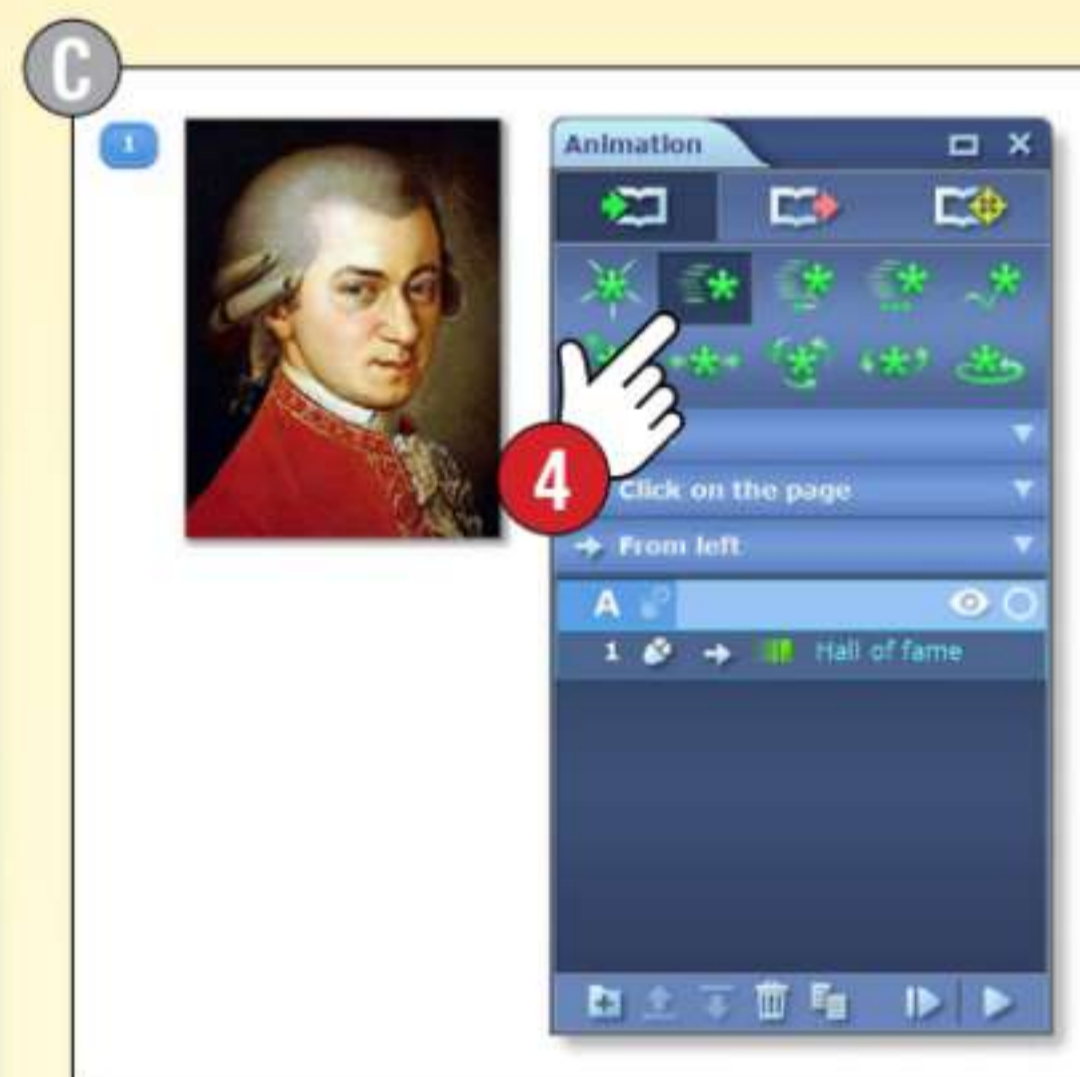 C
1
Animation
4
Click on the page
From left
A
1 Hall of fame